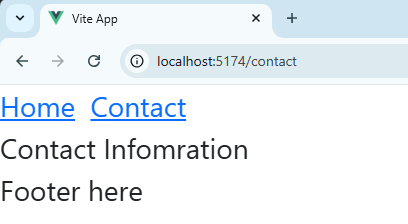 Vite App
localhost:5174/contact
Home Contact
Contact Infomration
Footer here